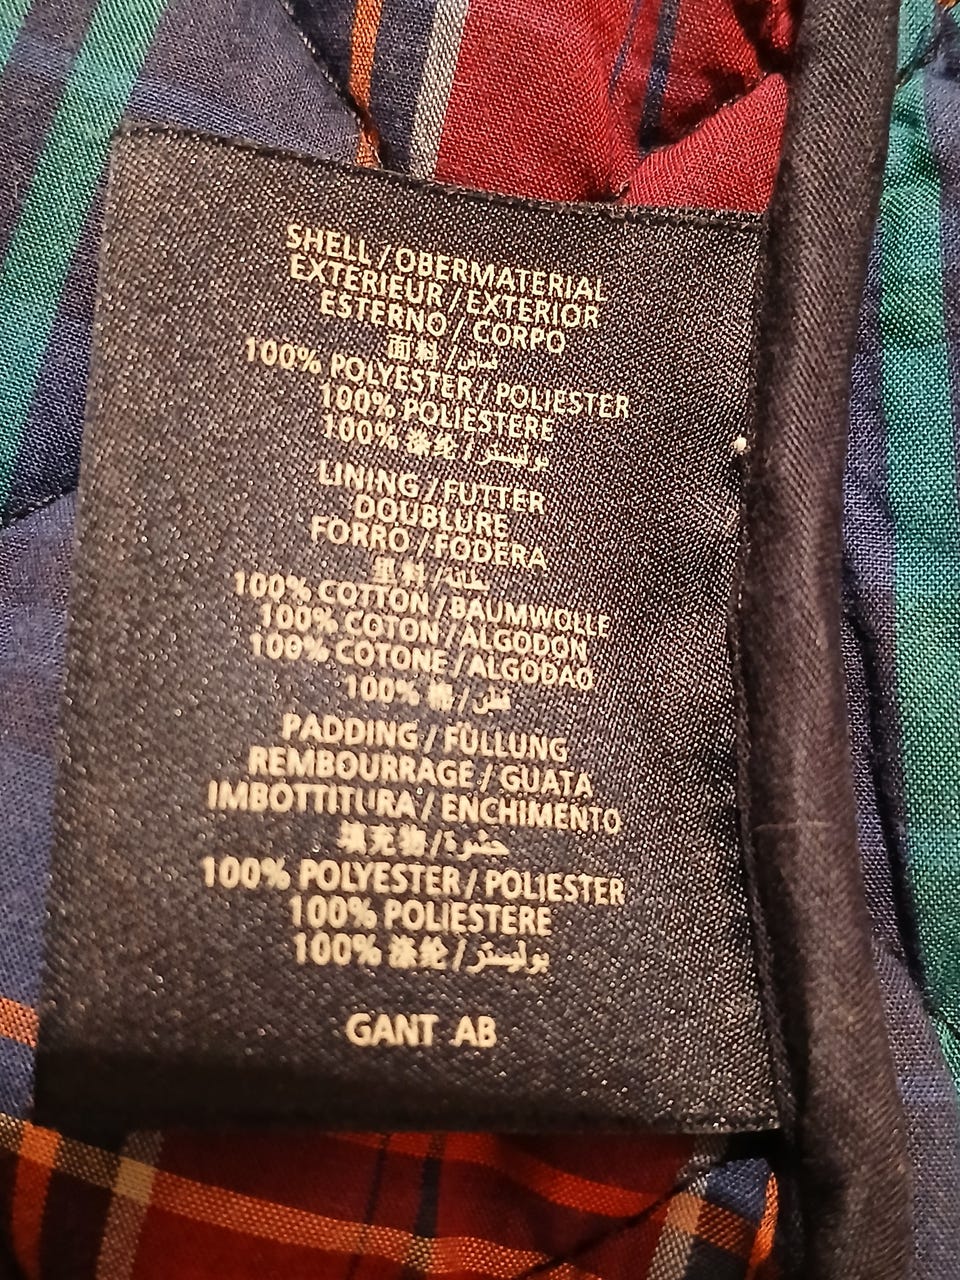 SHELL / OBERMATERIAL
EXTERIEUR / EXTERIOR
ESTERNO / CORPO
面料 / قماش
100% POLYESTER / POLIESTER
100% POLIESTERE
100% 涤纶 / بوليستر
LINING / FUTTER
DOUBLURE
FORRO / FODERA
里料 / بطانة
100% COTTON / BAUMWOLLE
100% COTON / ALGODON
100% COTONE / ALGODAO
100% 棉 / قطن
PADDING / FÜLLUNG
REMBOURRAGE / GUATA
IMBOTTITURA / ENCHIMENTO
填充物 / حشوة
100% POLYESTER / POLIESTER
100% POLIESTERE
100% 涤纶 / بوليستر
GANT AB